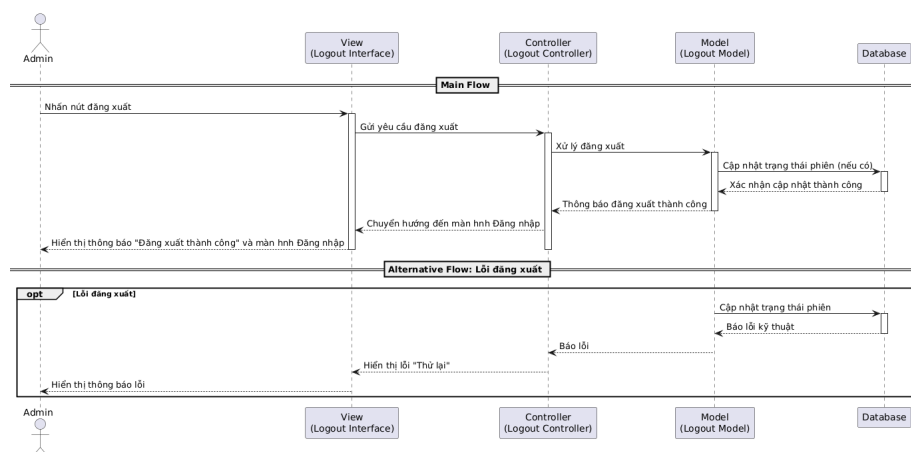 Admin
View
(Logout Interface)
Controller
(Logout Controller)
Model
(Logout Model)
Database
Main Flow
Nhấn nút đăng xuất
Gửi yêu cầu đăng xuất
Xử lý đăng xuất
Cập nhật trạng thái phiên (nếu có)
Xác nhận cập nhật thành công
Thông báo đăng xuất thành công
Chuyển hướng đến màn hnh Đăng nhập
Hiển thị thông báo "Đăng xuất thành công" và màn hnh Đăng nhập
Alternative Flow: Lỗi đăng xuất
opt [Lỗi đăng xuất]
Cập nhật trạng thái phiên
Báo lỗi kỹ thuật
Báo lỗi
Hiển thị lỗi "Thử lại"
Hiển thị thông báo lỗi
Admin
View
(Logout Interface)
Controller
(Logout Controller)
Model
(Logout Model)
Database